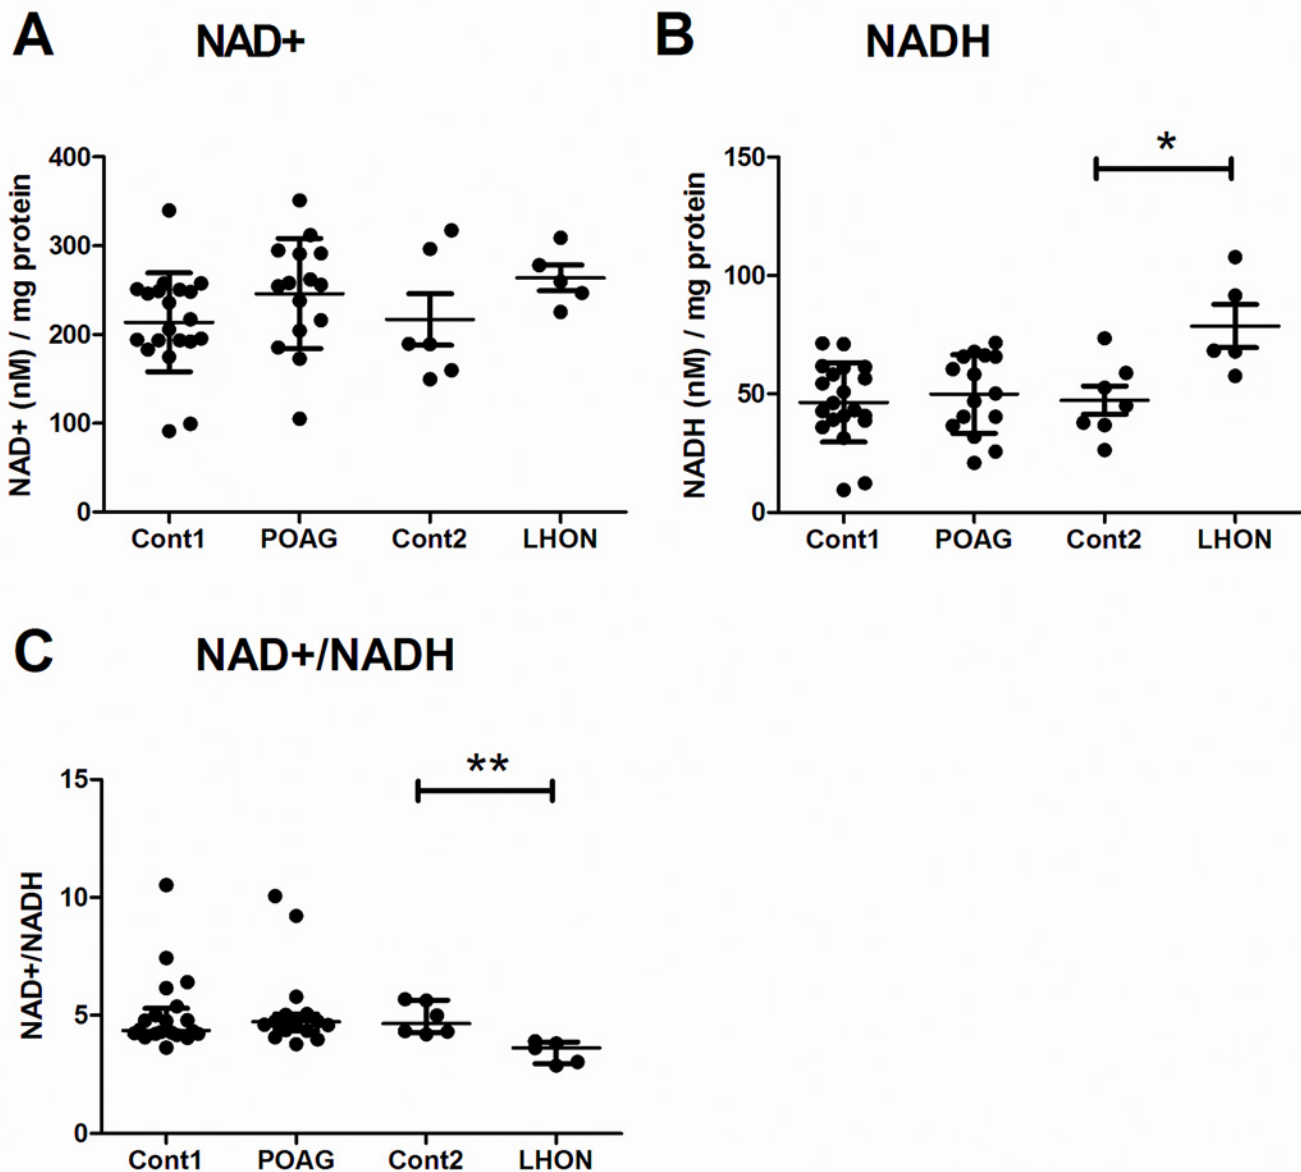 A NAD+
B NADH
400
300
200
100
0
NAD+ (nM) / mg protein
Cont1 POAG Cont2 LHON
*
150
100
50
0
NADH (nM) / mg protein
Cont1 POAG Cont2 LHON
C NAD+/NADH
**
15
10
5
0
NAD+/NADH
Cont1 POAG Cont2 LHON